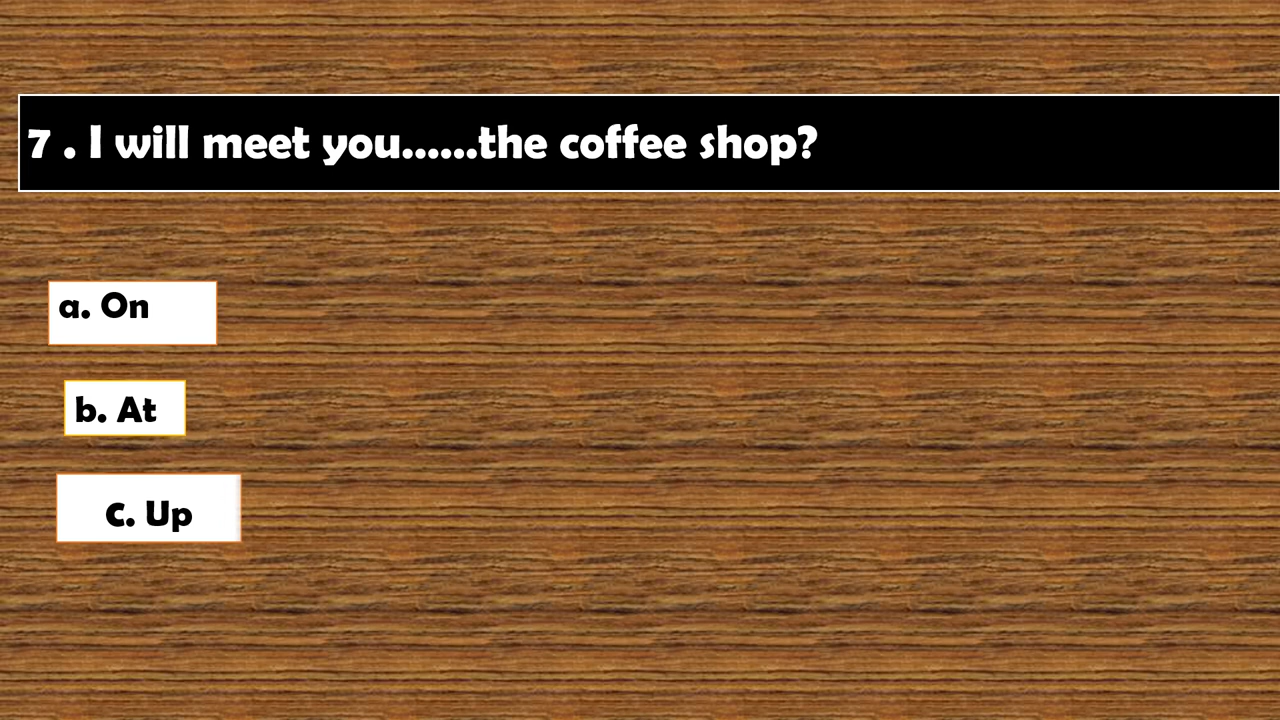 7 . I will meet you......the coffee shop?
a. On
b. At
c. Up